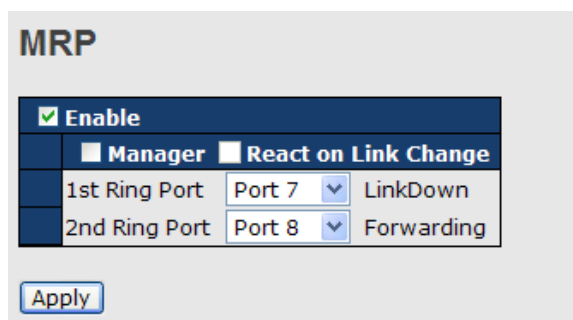 MRP
Enable
Manager React on Link Change
1st Ring Port Port 7 LinkDown
2nd Ring Port Port 8 Forwarding
Apply